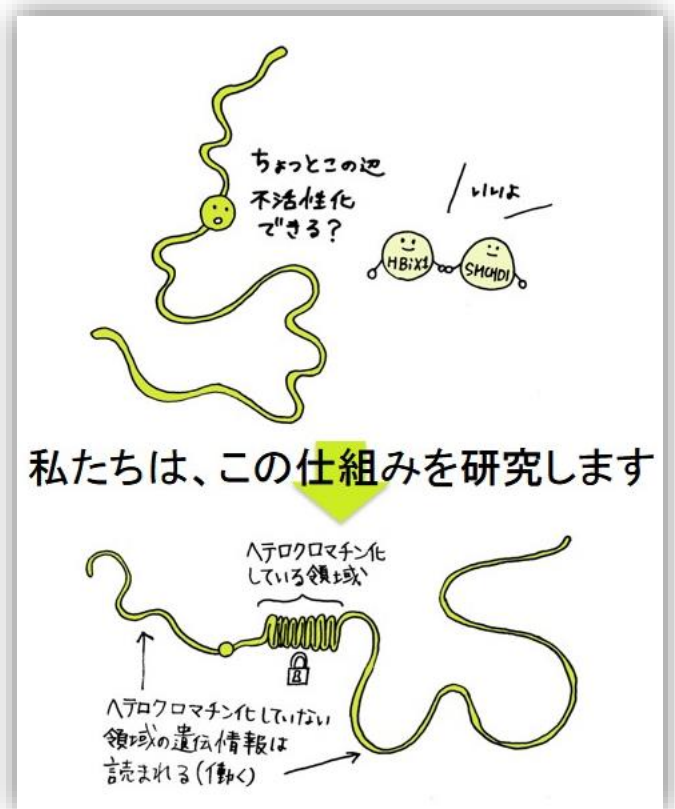 ちょっとこの辺
不活性化
できる?
いいよ
HBiX1
SMCHD1
私たちは、この仕組みを研究します
ヘテロクロマチン化
している領域
ヘテロクロマチン化していない
領域の遺伝情報は
読まれる(働く)